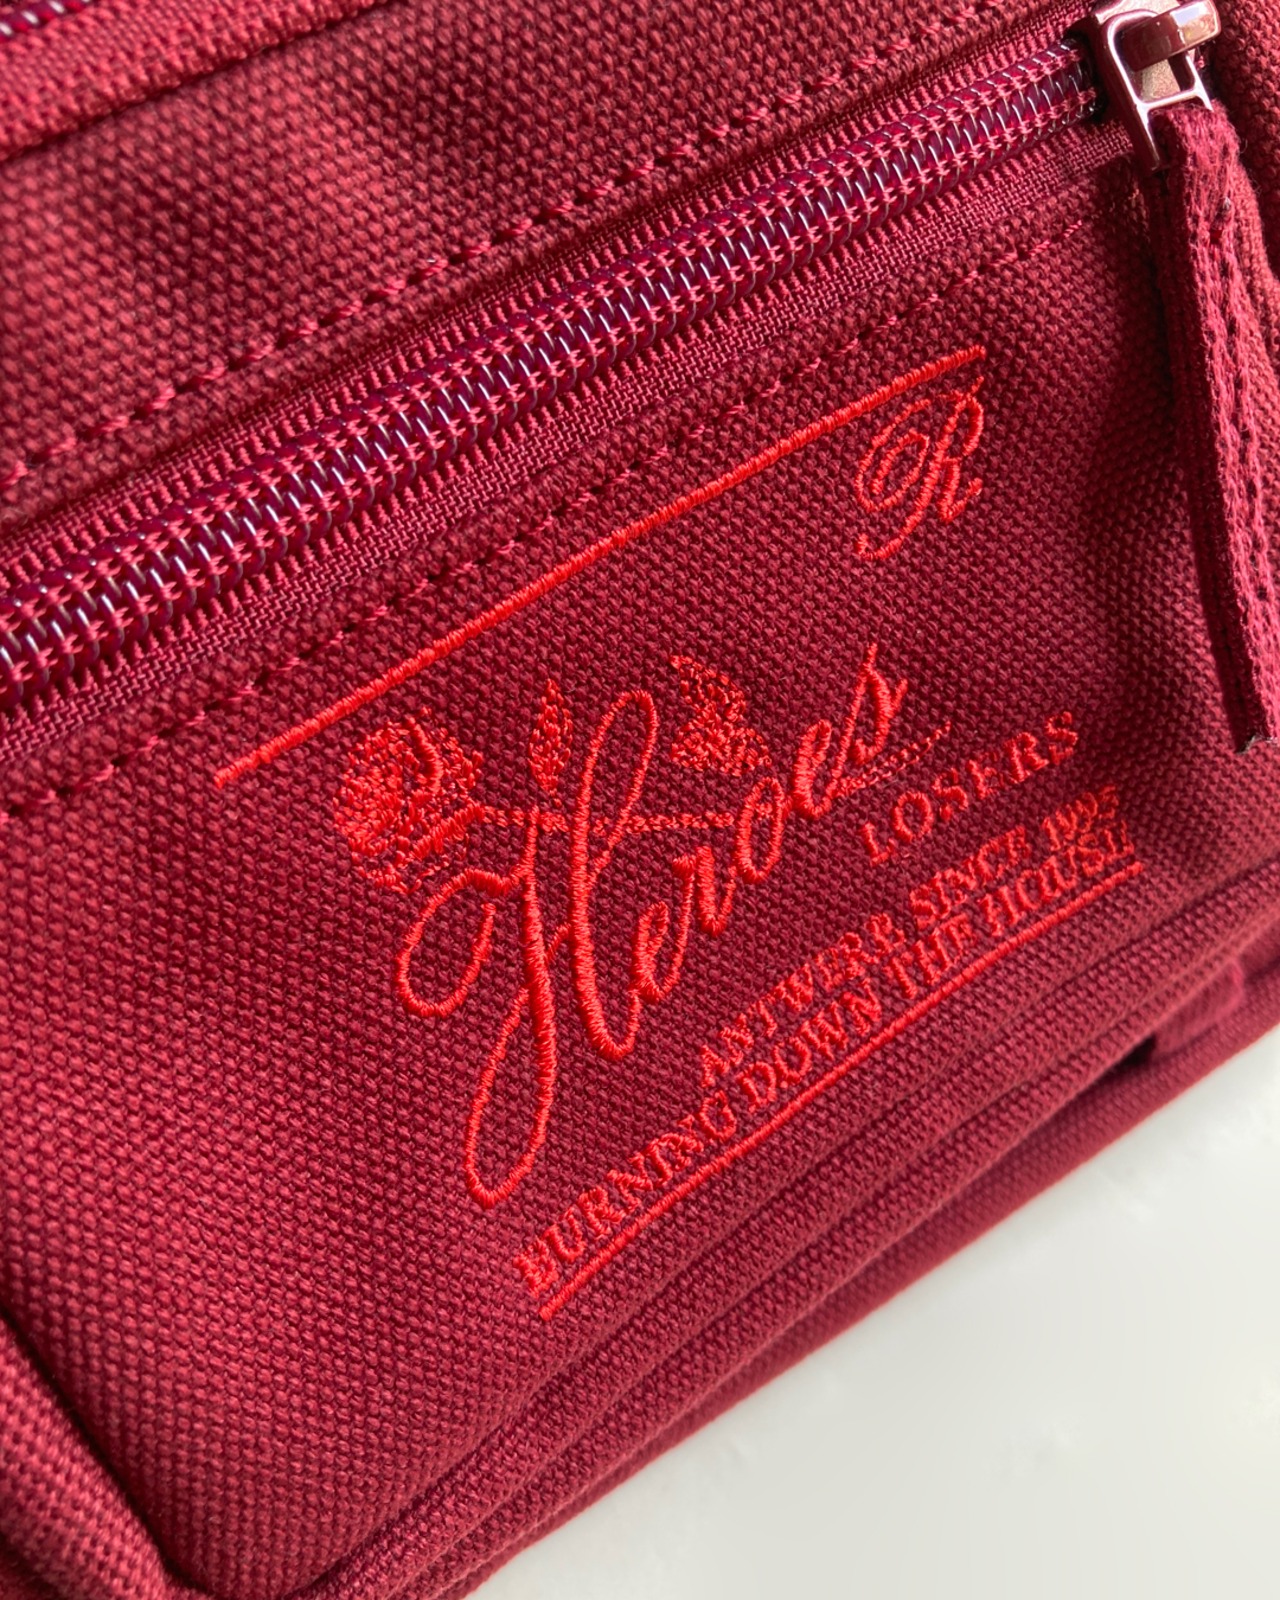 R
Heroes
LOSERS
ANTWERP, SINCE 1995
BURNING DOWN THE HOUSE